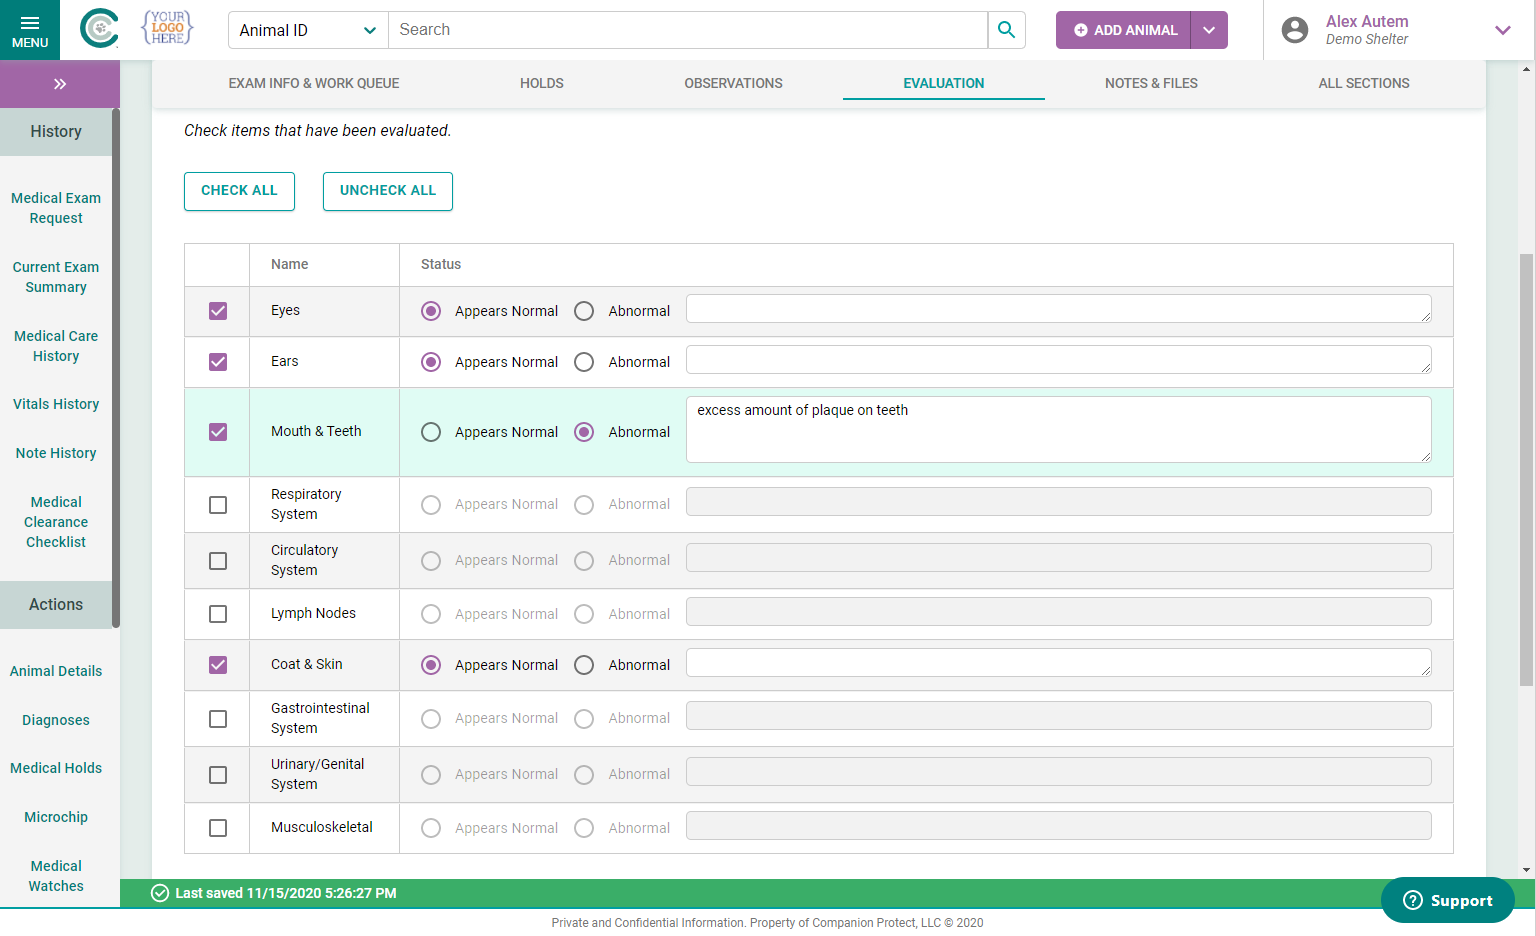 MENU
{YOUR
LOGO
HERE}
Animal ID
Search
ADD ANIMAL
Alex Autem
Demo Shelter
EXAM INFO & WORK QUEUE
HOLDS
OBSERVATIONS
EVALUATION
NOTES & FILES
ALL SECTIONS
History
Medical Exam
Request
Current Exam
Summary
Medical Care
History
Vitals History
Note History
Medical
Clearance
Checklist
Actions
Animal Details
Diagnoses
Medical Holds
Microchip
Medical
Watches
Check items that have been evaluated.
CHECK ALL
UNCHECK ALL
Name
Status
Eyes
Appears Normal
Abnormal
Ears
Appears Normal
Abnormal
Mouth & Teeth
Appears Normal
Abnormal
excess amount of plaque on teeth
Respiratory
System
Appears Normal
Abnormal
Circulatory
System
Appears Normal
Abnormal
Lymph Nodes
Appears Normal
Abnormal
Coat & Skin
Appears Normal
Abnormal
Gastrointestinal
System
Appears Normal
Abnormal
Urinary/Genital
System
Appears Normal
Abnormal
Musculoskeletal
Appears Normal
Abnormal
Last saved 11/15/2020 5:26:27 PM
Support
Private and Confidential Information. Property of Companion Protect, LLC © 2020